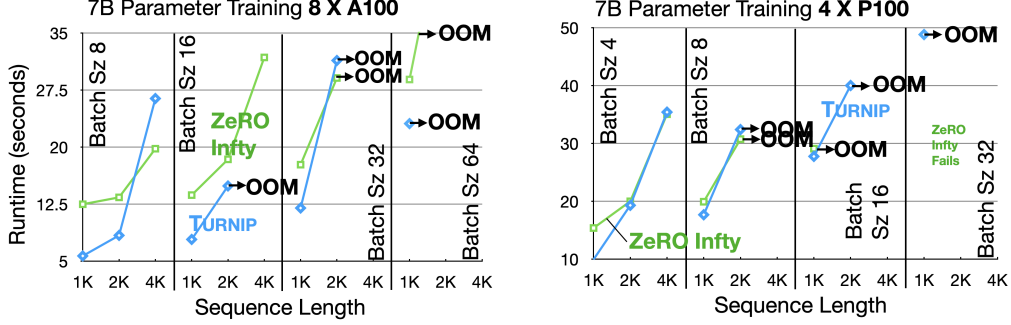 7B Parameter Training 8 X A100
Runtime (seconds)
35
27.5
20
12.5
5
Batch Sz 8
Batch Sz 16
Batch Sz 32
Batch Sz 64
ZeRO
Infty
TURNIP
OOM
OOM
OOM
OOM
OOM
1K 2K 4K 1K 2K 4K 1K 2K 4K 1K 2K 4K
Sequence Length
7B Parameter Training 4 X P100
50
40
30
20
10
Batch Sz 4
Batch Sz 8
Batch
Sz 16
Batch Sz 32
ZeRO Infty
TURNIP
ZeRO
Infty
Fails
OOM
OOM
OOM
OOM
OOM
1K 2K 4K 1K 2K 4K 1K 2K 4K 1K 2K 4K
Sequence Length